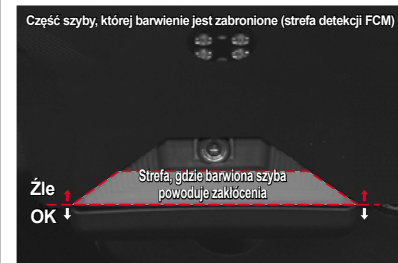 Część szyby, której barwienie jest zabronione (strefa detekcji FCM)
Strefa, gdzie barwiona szyba
powoduje zakłócenia
Źle
OK